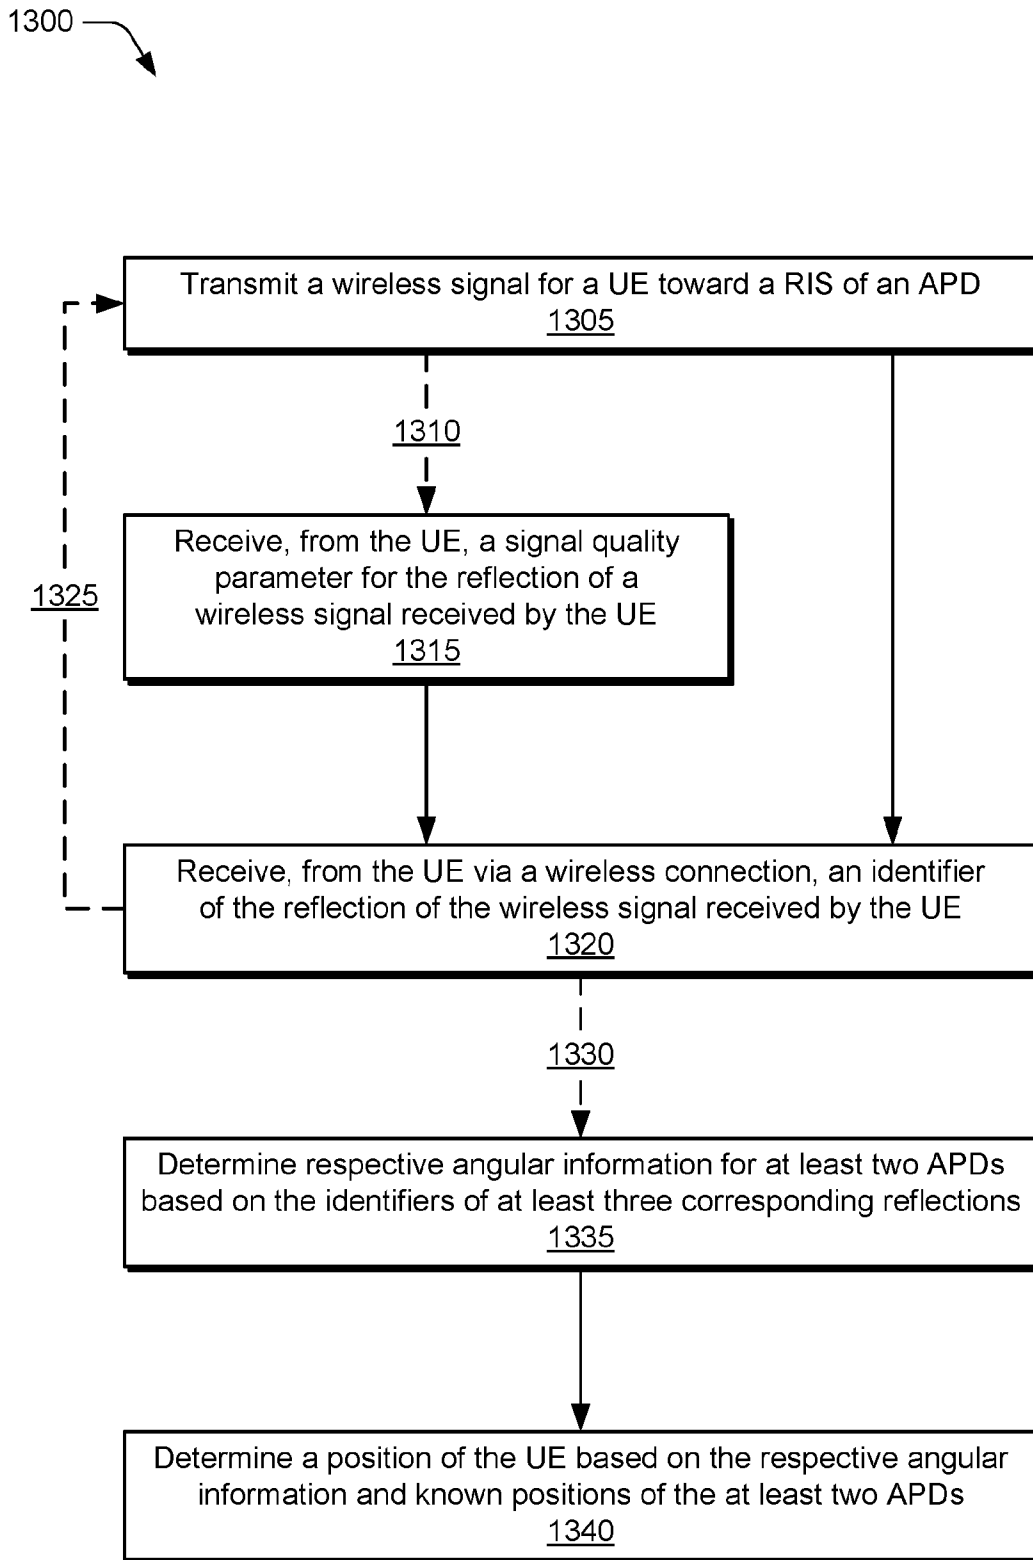 1300
Transmit a wireless signal for a UE toward a RIS of an APD
1305
1310
Receive, from the UE, a signal quality
parameter for the reflection of a
wireless signal received by the UE
1315
1325
Receive, from the UE via a wireless connection, an identifier
of the reflection of the wireless signal received by the UE
1320
1330
Determine respective angular information for at least two APDs
based on the identifiers of at least three corresponding reflections
1335
Determine a position of the UE based on the respective angular
information and known positions of the at least two APDs
1340